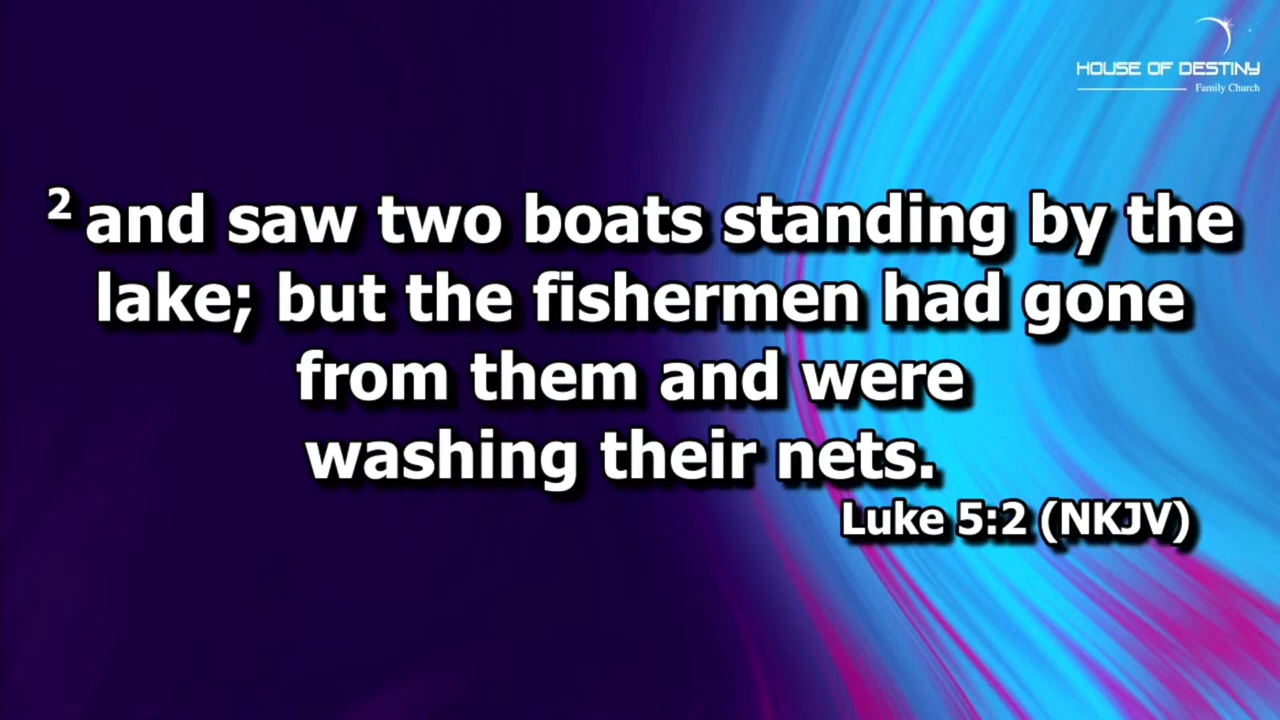 HOUSE OF DESTINY
Family Church
2 and saw two boats standing by the
lake; but the fishermen had gone
from them and were
washing their nets.
Luke 5:2 (NKJV)